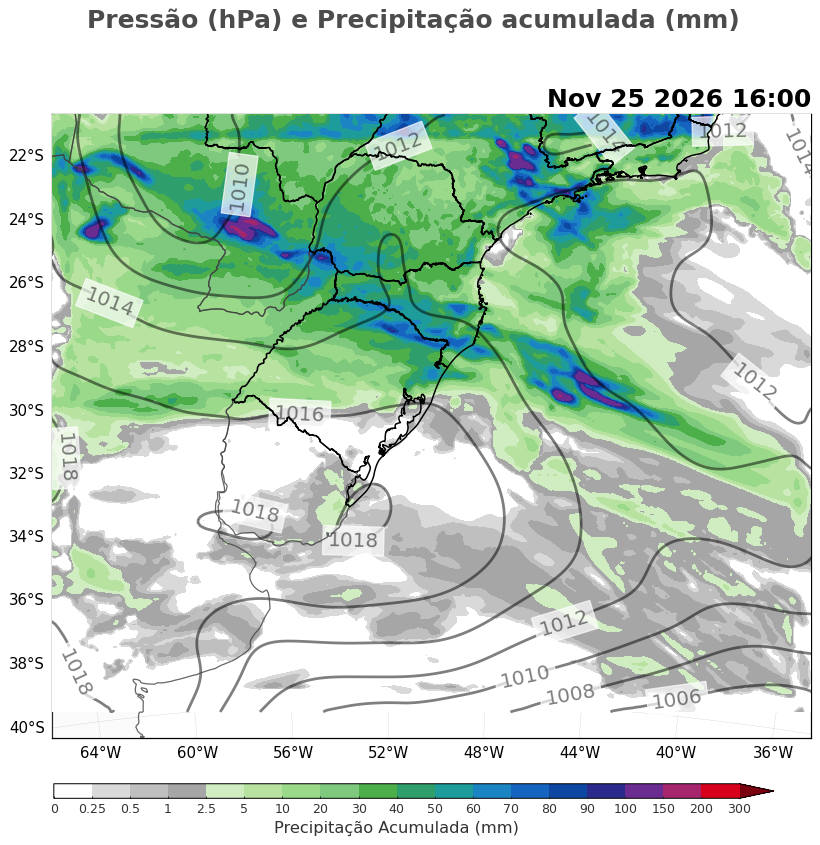 Pressão (hPa) e Precipitação acumulada (mm)
Nov 25 2026 16:00
1012
1012
1014
1010
22°S
24°S
26°S
28°S
30°S
32°S
34°S
36°S
38°S
40°S
1014
1012
1016
1018
1018
1018
1012
1018
1010
1008
1006
64°W
60°W
56°W
52°W
48°W
44°W
40°W
36°W
0
0.25
0.5
1
2.5
5
10
20
30
40
50
60
70
80
90
100
150
200
300
Precipitação Acumulada (mm)